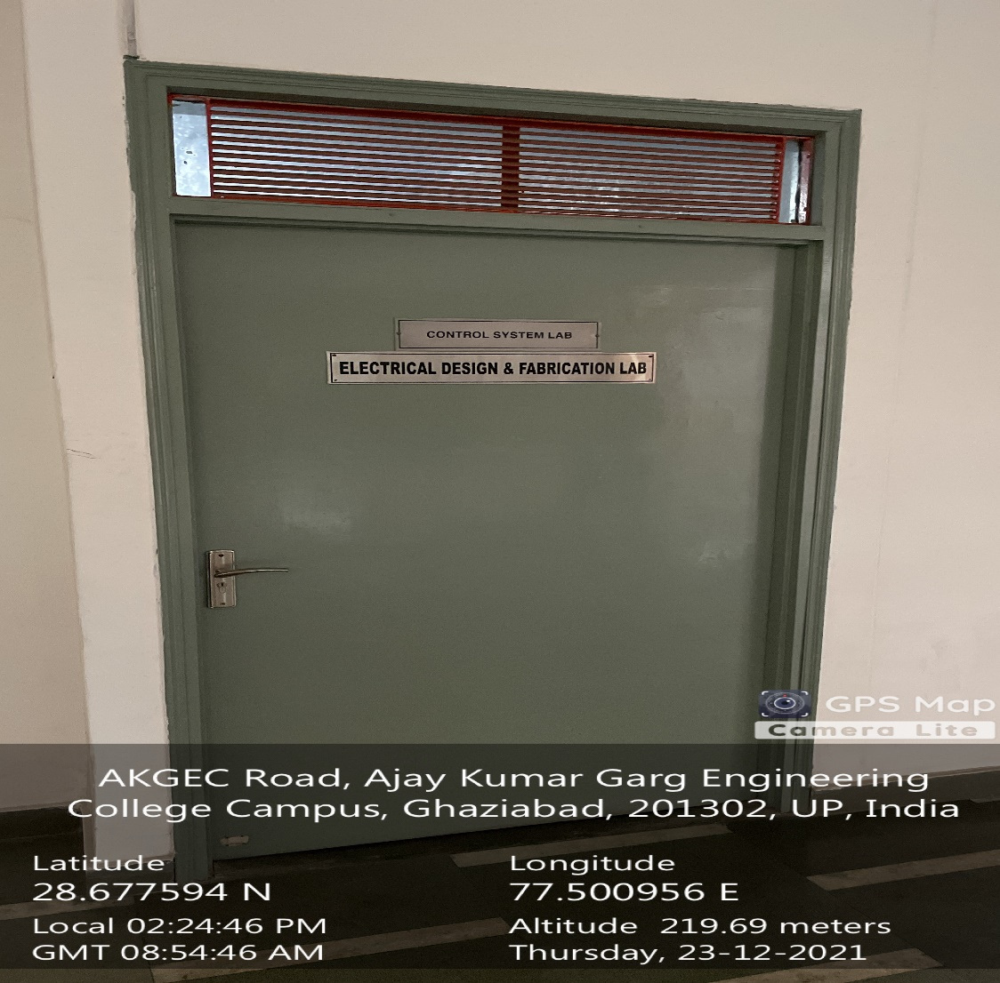 CONTROL SYSTEM LAB
ELECTRICAL DESIGN & FABRICATION LAB
GPS Map
Camera Lite
AKGEC Road, Ajay Kumar Garg Engineering
College Campus, Ghaziabad, 201302, UP, India
Latitude
28.677594 N
Longitude
77.500956 E
Local 02:24:46 PM
GMT 08:54:46 AM
Altitude 219.69 meters
Thursday, 23-12-2021